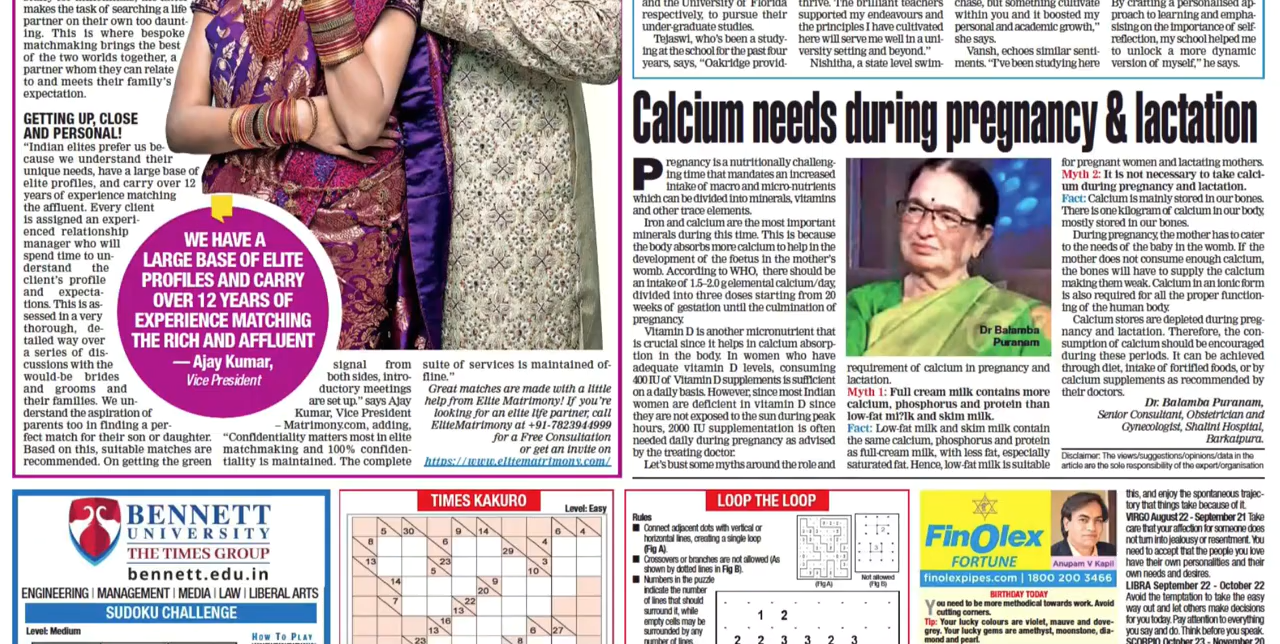 makes the task of searching a life
partner on their own too daunt-
ing. This is where bespoke
matchmaking brings the best
of the two worlds together, a
partner whom they can relate
to and meets their family's
expectation.
GETTING UP, CLOSE
AND PERSONAL!
"Indian elites prefer us be-
cause we understand their
unique needs, have a large base of
elite profiles, and carry over 12
years of experience matching
the affluent. Every client
is assigned an experi-
enced relationship
manager who will
spend time to un-
derstand the
client's profile
and expecta-
tions. This is as-
sessed in a very
thorough, de-
tailed way over
a series of dis-
cussions with the
would-be brides
and grooms and
their families. We un-
derstand the aspiration of
parents too in finding a per-
fect match for their son or daughter.
Based on this, suitable matches are
recommended. On getting the green
WE HAVE A
LARGE BASE OF ELITE
PROFILES AND CARRY
OVER 12 YEARS OF
EXPERIENCE MATCHING
THE RICH AND AFFLUENT
— Ajay Kumar,
Vice President
signal from
both sides, intro-
ductory meetings
are set up." says Ajay
Kumar, Vice President
– Matrimony.com, adding,
"Confidentiality matters most in elite
matchmaking and 100% confiden-
tiality is maintained. The complete
suite of services is maintained of-
fline."
Great matches are made with a little
help from Elite Matrimony! If you're
looking for an elite life partner, call
EliteMatrimony at +91-7823944999
for a Free Consultation
or get an invite on
https://www.elitematrimony.com/
and the University of Florida
respectively, to pursue their
under-graduate studies.
Tejaswi, who's been a study-
ing at the school for the past four
years, says, "Oakridge provid-
thrive. The brilliant teachers
supported my endeavours and
the principles I have cultivated
here will serve me well in a uni-
versity setting and beyond."
Nishitha, a state level swim-
chase, but something cultivate
within you and it boosted my
personal and academic growth,"
she says.
Vansh, echoes similar senti-
ments. "I've been studying here
By crafting a personalised ap-
proach to learning and empha-
sising on the importance of self-
reflection, my school helped me
to unlock a more dynamic
version of myself," he says.
Calcium needs during pregnancy & lactation
Pregnancy is a nutritionally challeng-
ing time that mandates an increased
intake of macro and micro-nutrients
which can be divided into minerals, vitamins
and other trace elements.
Iron and calcium are the most important
minerals during this time. This is because
the body absorbs more calcium to help in the
development of the foetus in the mother's
womb. According to WHO, there should be
an intake of 1.5-2.0 g elemental calcium/day,
divided into three doses starting from 20
weeks of gestation until the culmination of
pregnancy.
Vitamin D is another micronutrient that
is crucial since it helps in calcium absorp-
tion in the body. In women who have
adequate vitamin D levels, consuming
400 IU of Vitamin D supplements is sufficient
on a daily basis. However, since most Indian
women are deficient in vitamin D since
they are not exposed to the sun during peak
hours, 2000 IU supplementation is often
needed daily during pregnancy as advised
by the treating doctor.
Let's bust some myths around the role and
Dr Balamba
Puranam
requirement of calcium in pregnancy and
lactation.
Myth 1: Full cream milk contains more
calcium, phosphorus and protein than
low-fat mi?lk and skim milk.
Fact: Low-fat milk and skim milk contain
the same calcium, phosphorus and protein
as full-cream milk, with less fat, especially
saturated fat. Hence, low-fat milk is suitable
for pregnant women and lactating mothers.
Myth 2: It is not necessary to take calci-
um during pregnancy and lactation.
Fact: Calcium is mainly stored in our bones.
There is one kilogram of calcium in our body,
mostly stored in our bones.
During pregnancy, the mother has to cater
to the needs of the baby in the womb. If the
mother does not consume enough calcium,
the bones will have to supply the calcium
making them weak. Calcium in an ionic form
is also required for all the proper function-
ing of the human body.
Calcium stores are depleted during preg-
nancy and lactation. Therefore, the con-
sumption of calcium should be encouraged
during these periods. It can be achieved
through diet, intake of fortified foods, or by
calcium supplements as recommended by
their doctors.
Dr. Balamba Puranam,
Senior Consultant, Obstetrician and
Gynecologist, Shalini Hospital,
Barkaipura.
Disclaimer: The views/suggestions/opinions/data in the
article are the sole responsibility of the expert/organisation
BENNETT
UNIVERSITY
THE TIMES GROUP
bennett.edu.in
ENGINEERING | MANAGEMENT | MEDIA | LAW | LIBERAL ARTS
SUDOKU CHALLENGE
Level: Medium
HOW TO PLAY
TIMES KAKURO
Level: Easy
5 30 9 14 6 4
8 6 4
29
13 23 3
5 10
14 9
20
7 22
13
16
6 27
23
LOOP THE LOOP
Rules
■ Connect adjacent dots with vertical or
horizontal lines, creating a single loop
(Fig A).
■ Crossovers or branches are not allowed (As
shown by dotted lines in Fig B).
■ Numbers in the puzzle
indicate the number
of lines that should
surround it, while
empty cells may be
surrounded by any
number of lines.
(Fig A)
Not allowed
(Fig B)
1 2
2 2 3 3 2 3
FinOlex
FORTUNE
Anupam V Kapil
finolexpipes.com | 1800 200 3466
BIRTHDAY TODAY
You need to be more methodical towards work. Avoid
cutting corners.
Tip: Your lucky colours are violet, mauve and dove-
grey. Your lucky gems are amethyst, moonstone, dia-
mond and pearl.
this, and enjoy the spontaneous trajec-
tory that things take because of it.
VIRGO August 22 - September 21 Take
care that your affection for someone does
not turn into jealousy or resentment. You
need to accept that the people you love
have their own personalities and their
own needs and desires.
LIBRA September 22 - October 22
Avoid the temptation to take the easy
way out and let others make decisions
for you today. Pay attention to everything
you say and do. Think before you speak.
SCORPIO October 23 - November 20